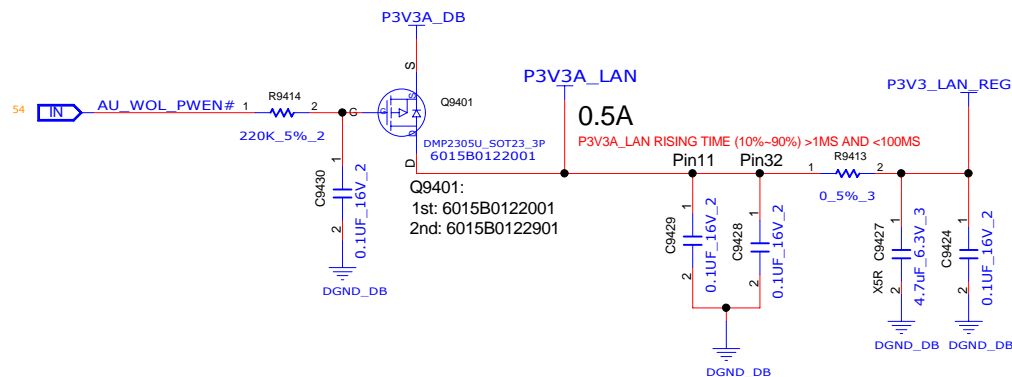 P3V3A_DB
P3V3A_LAN
P3V3_LAN_REG
S
54
IN
AU_WOL_PWEN#
1
R9414
2
220K_5%_2
G
G
S
D
Q9401
D
DMP2305U_SOT23_3P
6015B0122001
0.5A
P3V3A_LAN RISING TIME (10%~90%) >1MS AND <100MS
Pin11
Pin32
1
R9413
2
0_5%_3
Q9401:
1st: 6015B0122001
2nd: 6015B0122901
1
C9430
2
0.1UF_16V_2
DGND_DB
1
C9429
2
0.1UF_16V_2
1
C9428
2
0.1UF_16V_2
DGND_DB
1
C9427
X5R
2
4.7uF_6.3V_3
DGND_DB
1
C9424
2
0.1UF_16V_2
DGND_DB